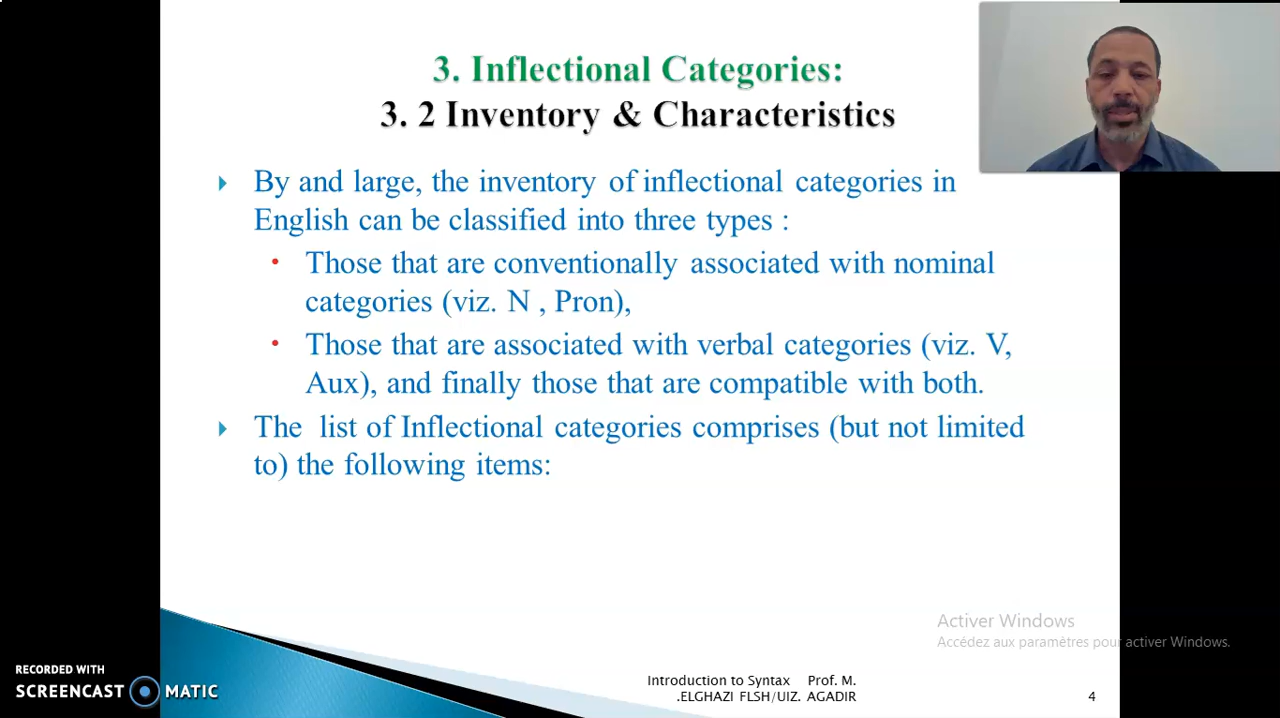 3. Inflectional Categories:
3. 2 Inventory & Characteristics
By and large, the inventory of inflectional categories in
English can be classified into three types :
Those that are conventionally associated with nominal
categories (viz. N , Pron),
Those that are associated with verbal categories (viz. V,
Aux), and finally those that are compatible with both.
The list of Inflectional categories comprises (but not limited
to) the following items:
Activer Windows
Accédez aux paramètres pour activer Windows.
RECORDED WITH
SCREENCAST MATIC
Introduction to Syntax Prof. M.
.ELGHAZI FLSH/UIZ. AGADIR
4